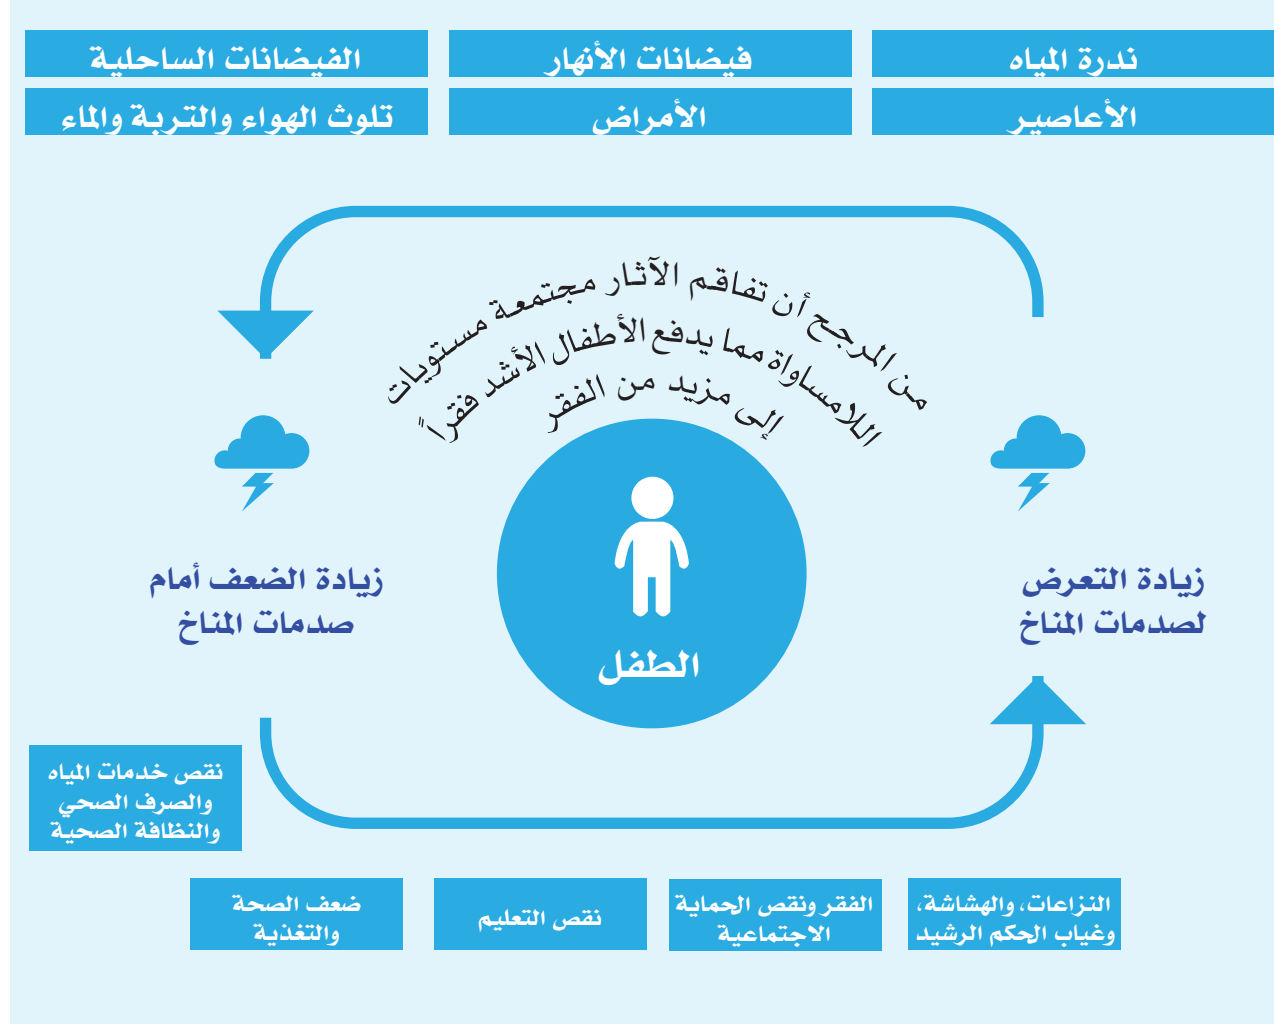 ندرة المياه
فيضانات الأنهار
الفيضانات الساحلية
الأعاصير
الأمراض
تلوث الهواء والتربة والماء
من المرجح أن تفاقم الآثار مجتمعة مستويات
اللامساواة مما يدفع الأطفال الأشد فقراً
إلى مزيد من الفقر
زيادة التعرض
لصدمات المناخ
الطفل
زيادة الضعف أمام
صدمات المناخ
نقص خدمات المياه
والصرف الصحي
والنظافة الصحية
النزاعات، والهشاشة،
وغياب الحكم الرشيد
الفقر ونقص الحماية
الاجتماعية
نقص التعليم
ضعف الصحة
والتغذية